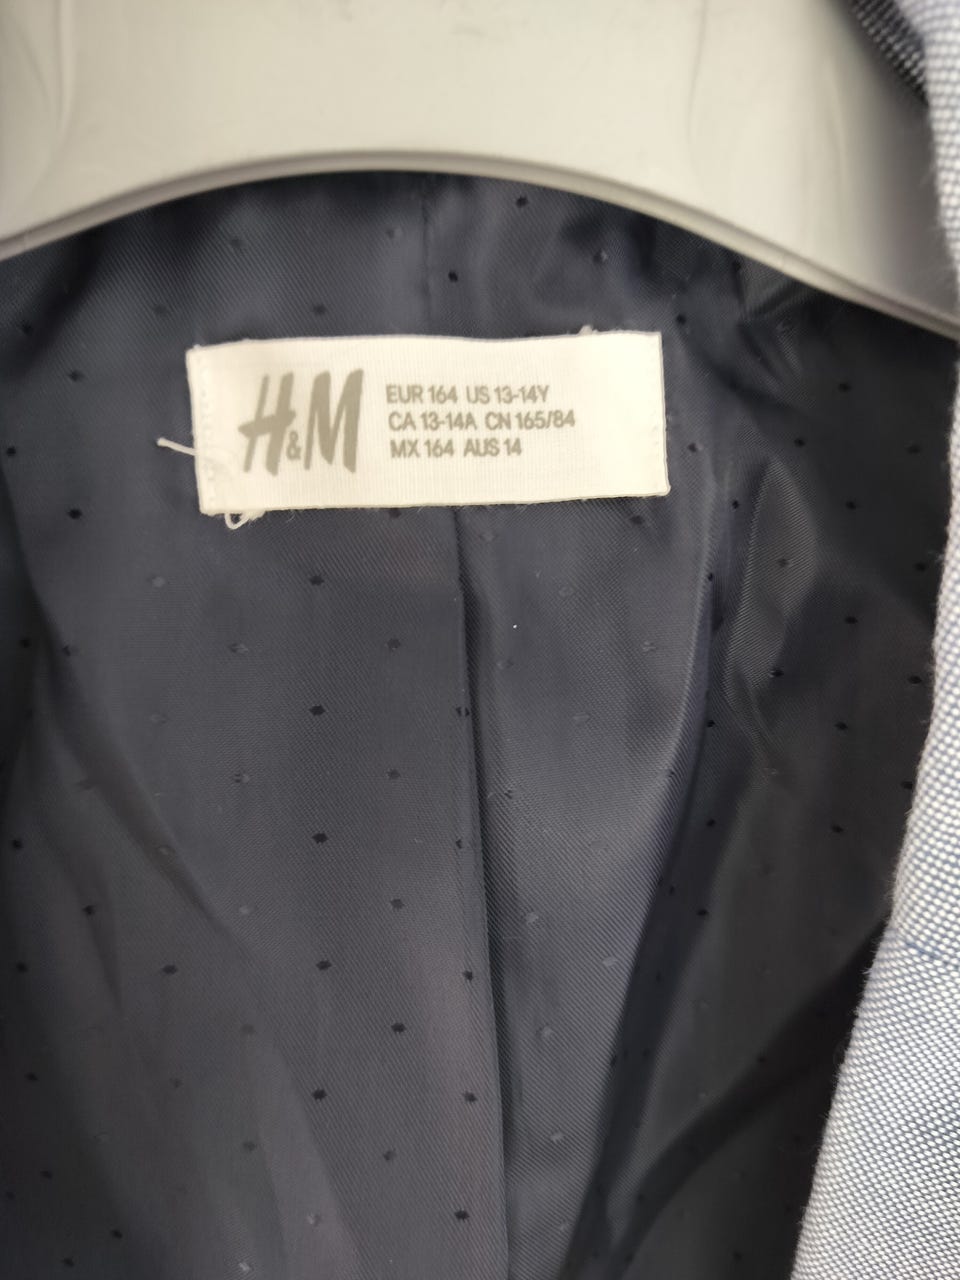 H&M
EUR 164 US 13-14Y
CA 13-14A CN 165/84
MX 164 AUS 14